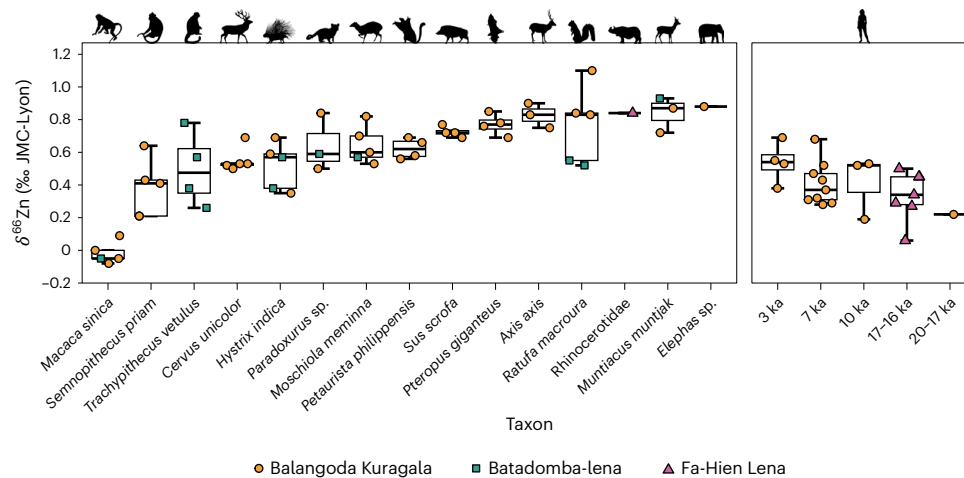 δ66Zn (‰ JMC-Lyon)
1.2
1.0
0.8
0.6
0.4
0.2
0
−0.2
Macaca sinica
Semnopithecus priam
Trachypithecus vetulus
Cervus unicolor
Hystrix indica
Paradoxurus sp.
Moschiola meminna
Petaurista philippensis
Sus scrofa
Pteropus giganteus
Axis axis
Ratufa macroura
Rhinocerotidae
Muntiacus muntjak
Elephas sp.
3 ka
7 ka
10 ka
17–16 ka
20–17 ka
Taxon
Balangoda Kuragala
Batadomba-lena
Fa-Hien Lena